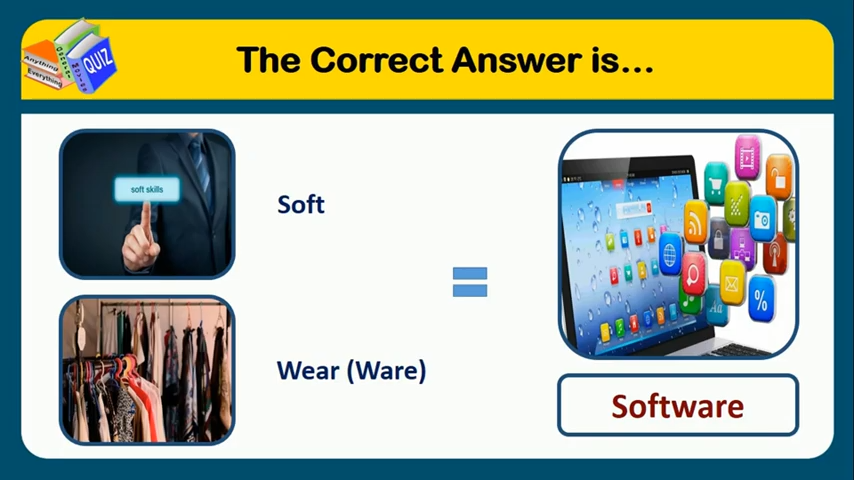 Anything
Everything
QUIZ
The Correct Answer is...
soft skills
Soft
Wear (Ware)
Software